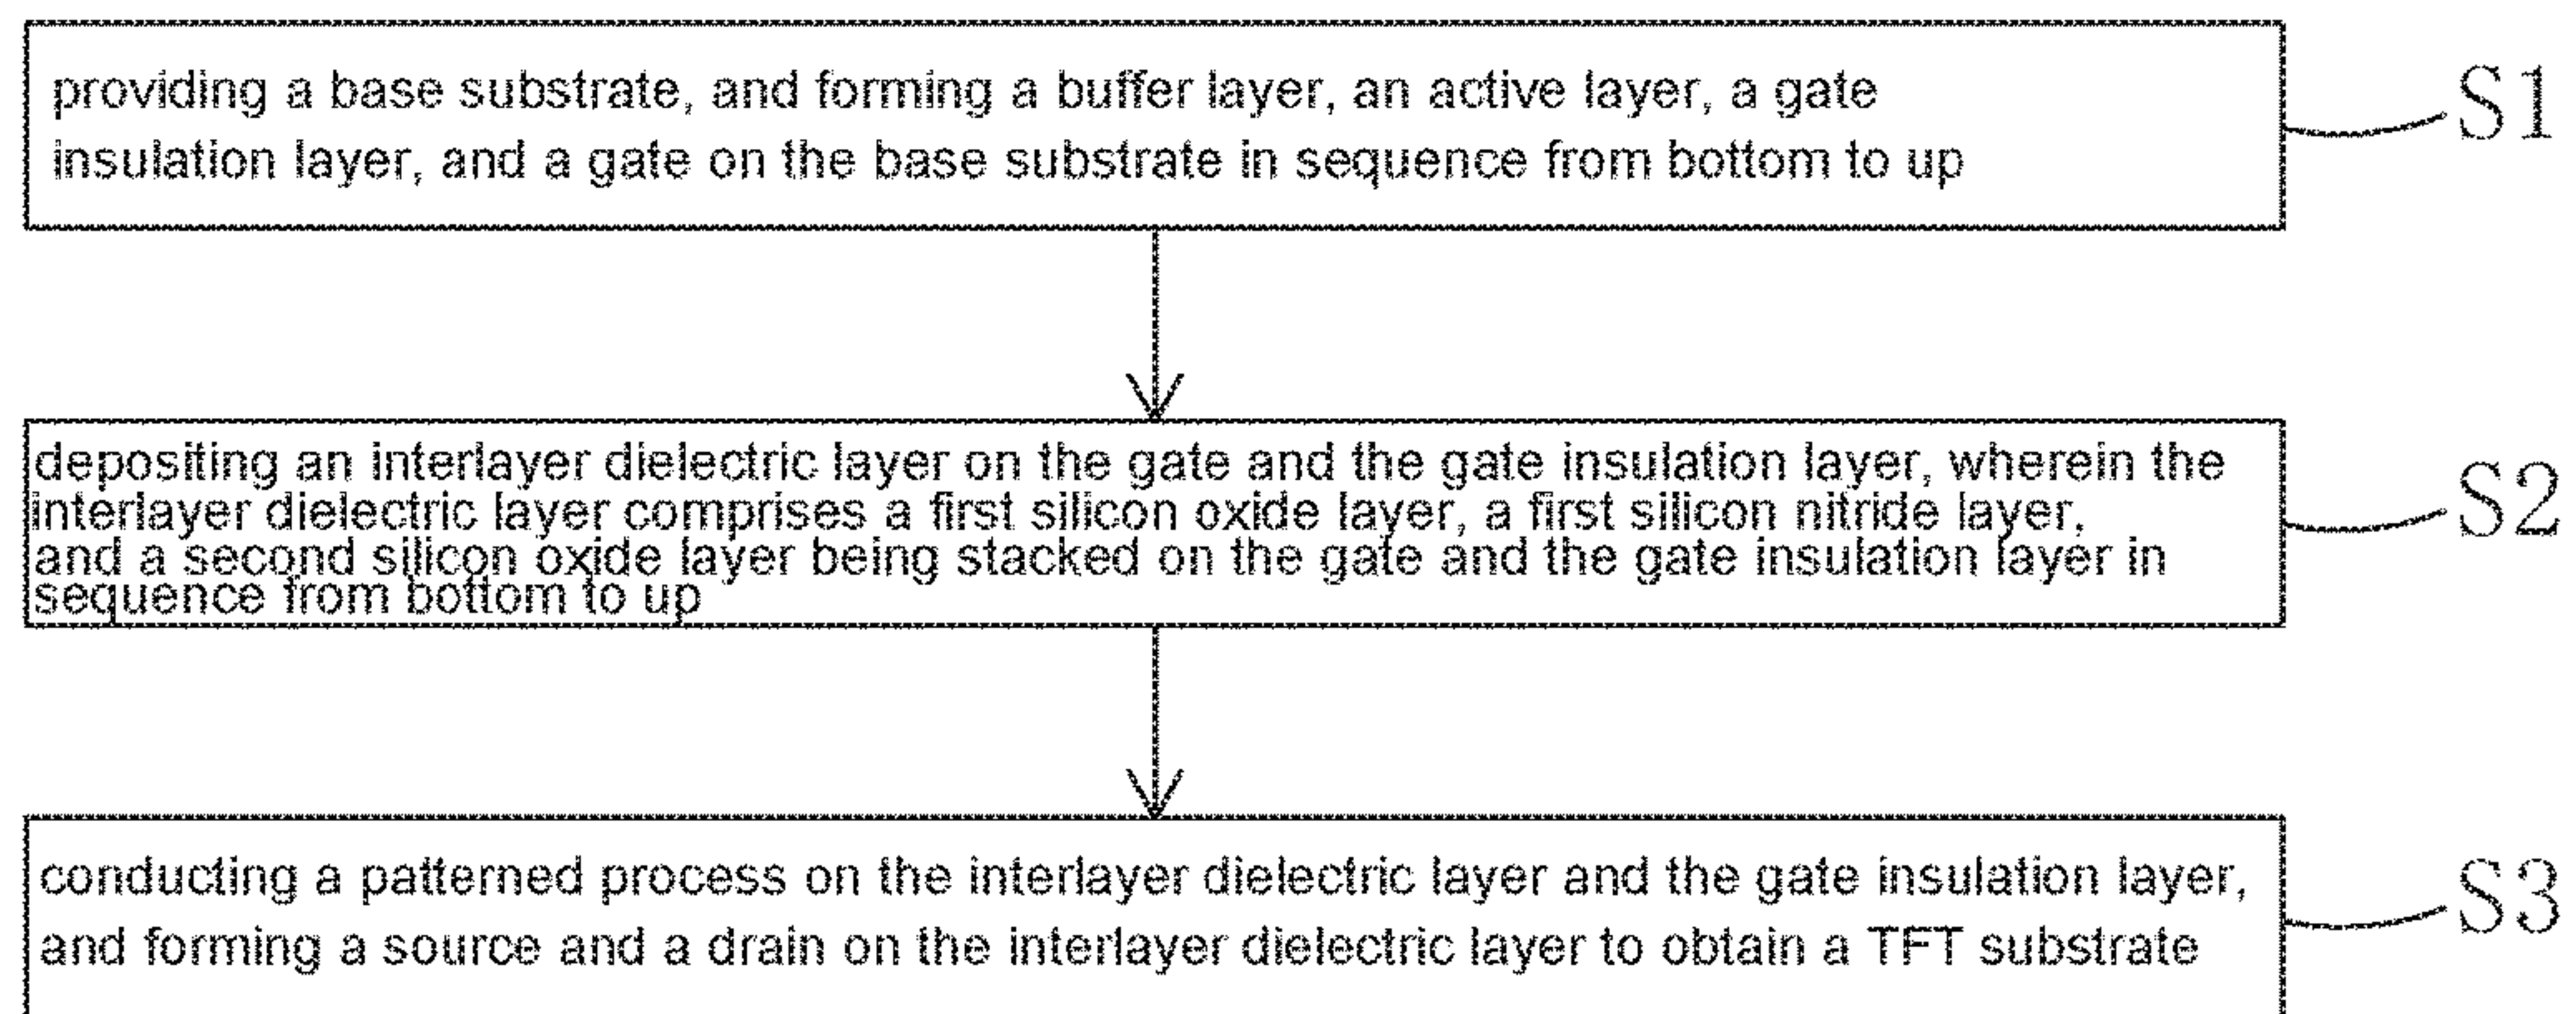 providing a base substrate, and forming a buffer layer, an active layer, a gate
insulation layer, and a gate on the base substrate in sequence from bottom to up
S1
depositing an interlayer dielectric layer on the gate and the gate insulation layer, wherein the
interlayer dielectric layer comprises a first silicon oxide layer, a first silicon nitride layer,
and a second silicon oxide layer being stacked on the gate and the gate insulation layer in
sequence from bottom to up
S2
conducting a patterned process on the interlayer dielectric layer and the gate insulation layer,
and forming a source and a drain on the interlayer dielectric layer to obtain a TFT substrate
S3